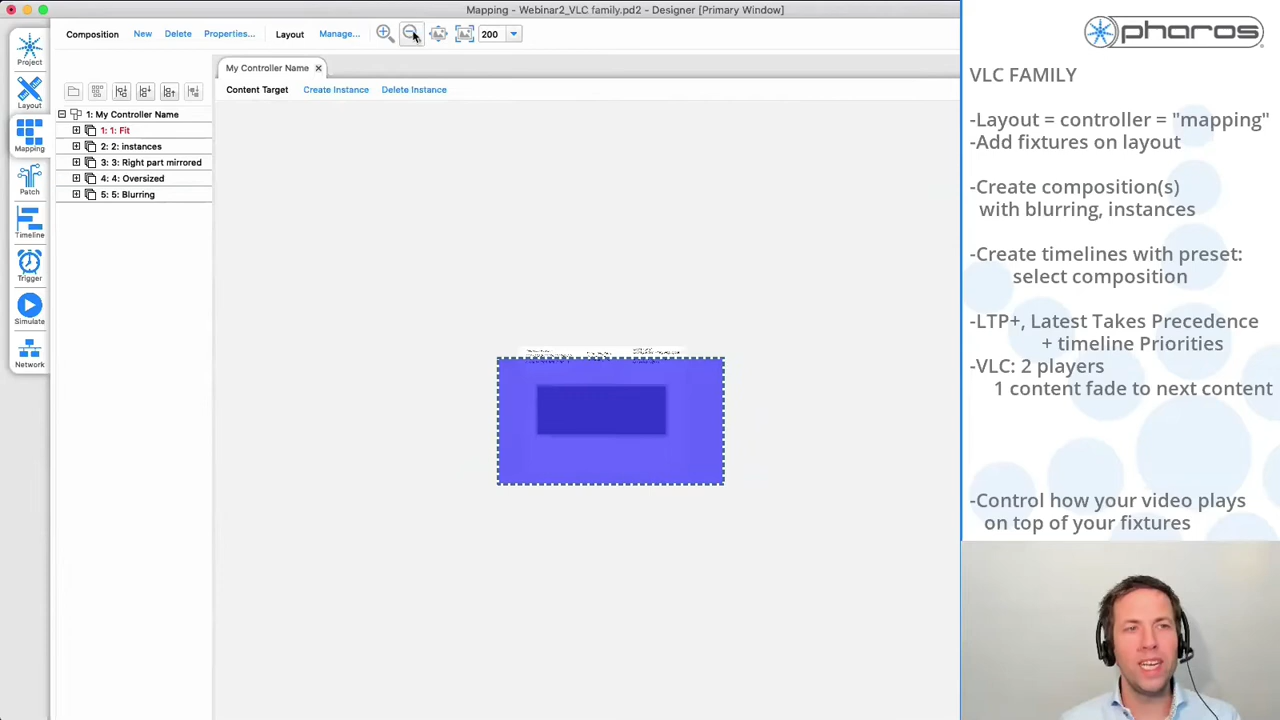 Mapping - Webinar2_VLC family.pd2 - Designer [Primary Window]
Composition New Delete Properties... Layout Manage... 200
My Controller Name
Content Target Create Instance Delete Instance
Project
Layout
Mapping
Patch
Timeline
Trigger
Simulate
Network
1: My Controller Name
1: 1: Fit
2: 2: instances
3: 3: Right part mirrored
4: 4: Oversized
5: 5: Blurring
pharos
VLC FAMILY
-Layout = controller = "mapping"
-Add fixtures on layout
-Create composition(s)
with blurring, instances
-Create timelines with preset:
select composition
-LTP+, Latest Takes Precedence
+ timeline Priorities
-VLC: 2 players
1 content fade to next content
-Control how your video plays
on top of your fixtures